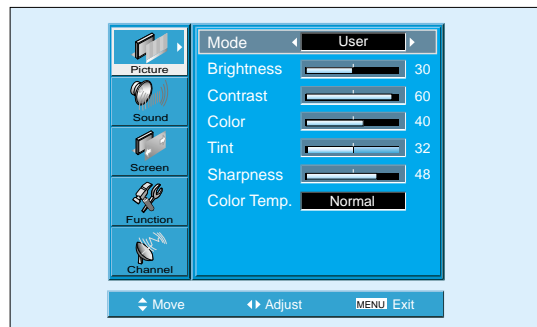 Picture
Sound
Screen
Function
Channel
Mode User
Brightness 30
Contrast 60
Color 40
Tint 32
Sharpness 48
Color Temp. Normal
Move Adjust MENU Exit